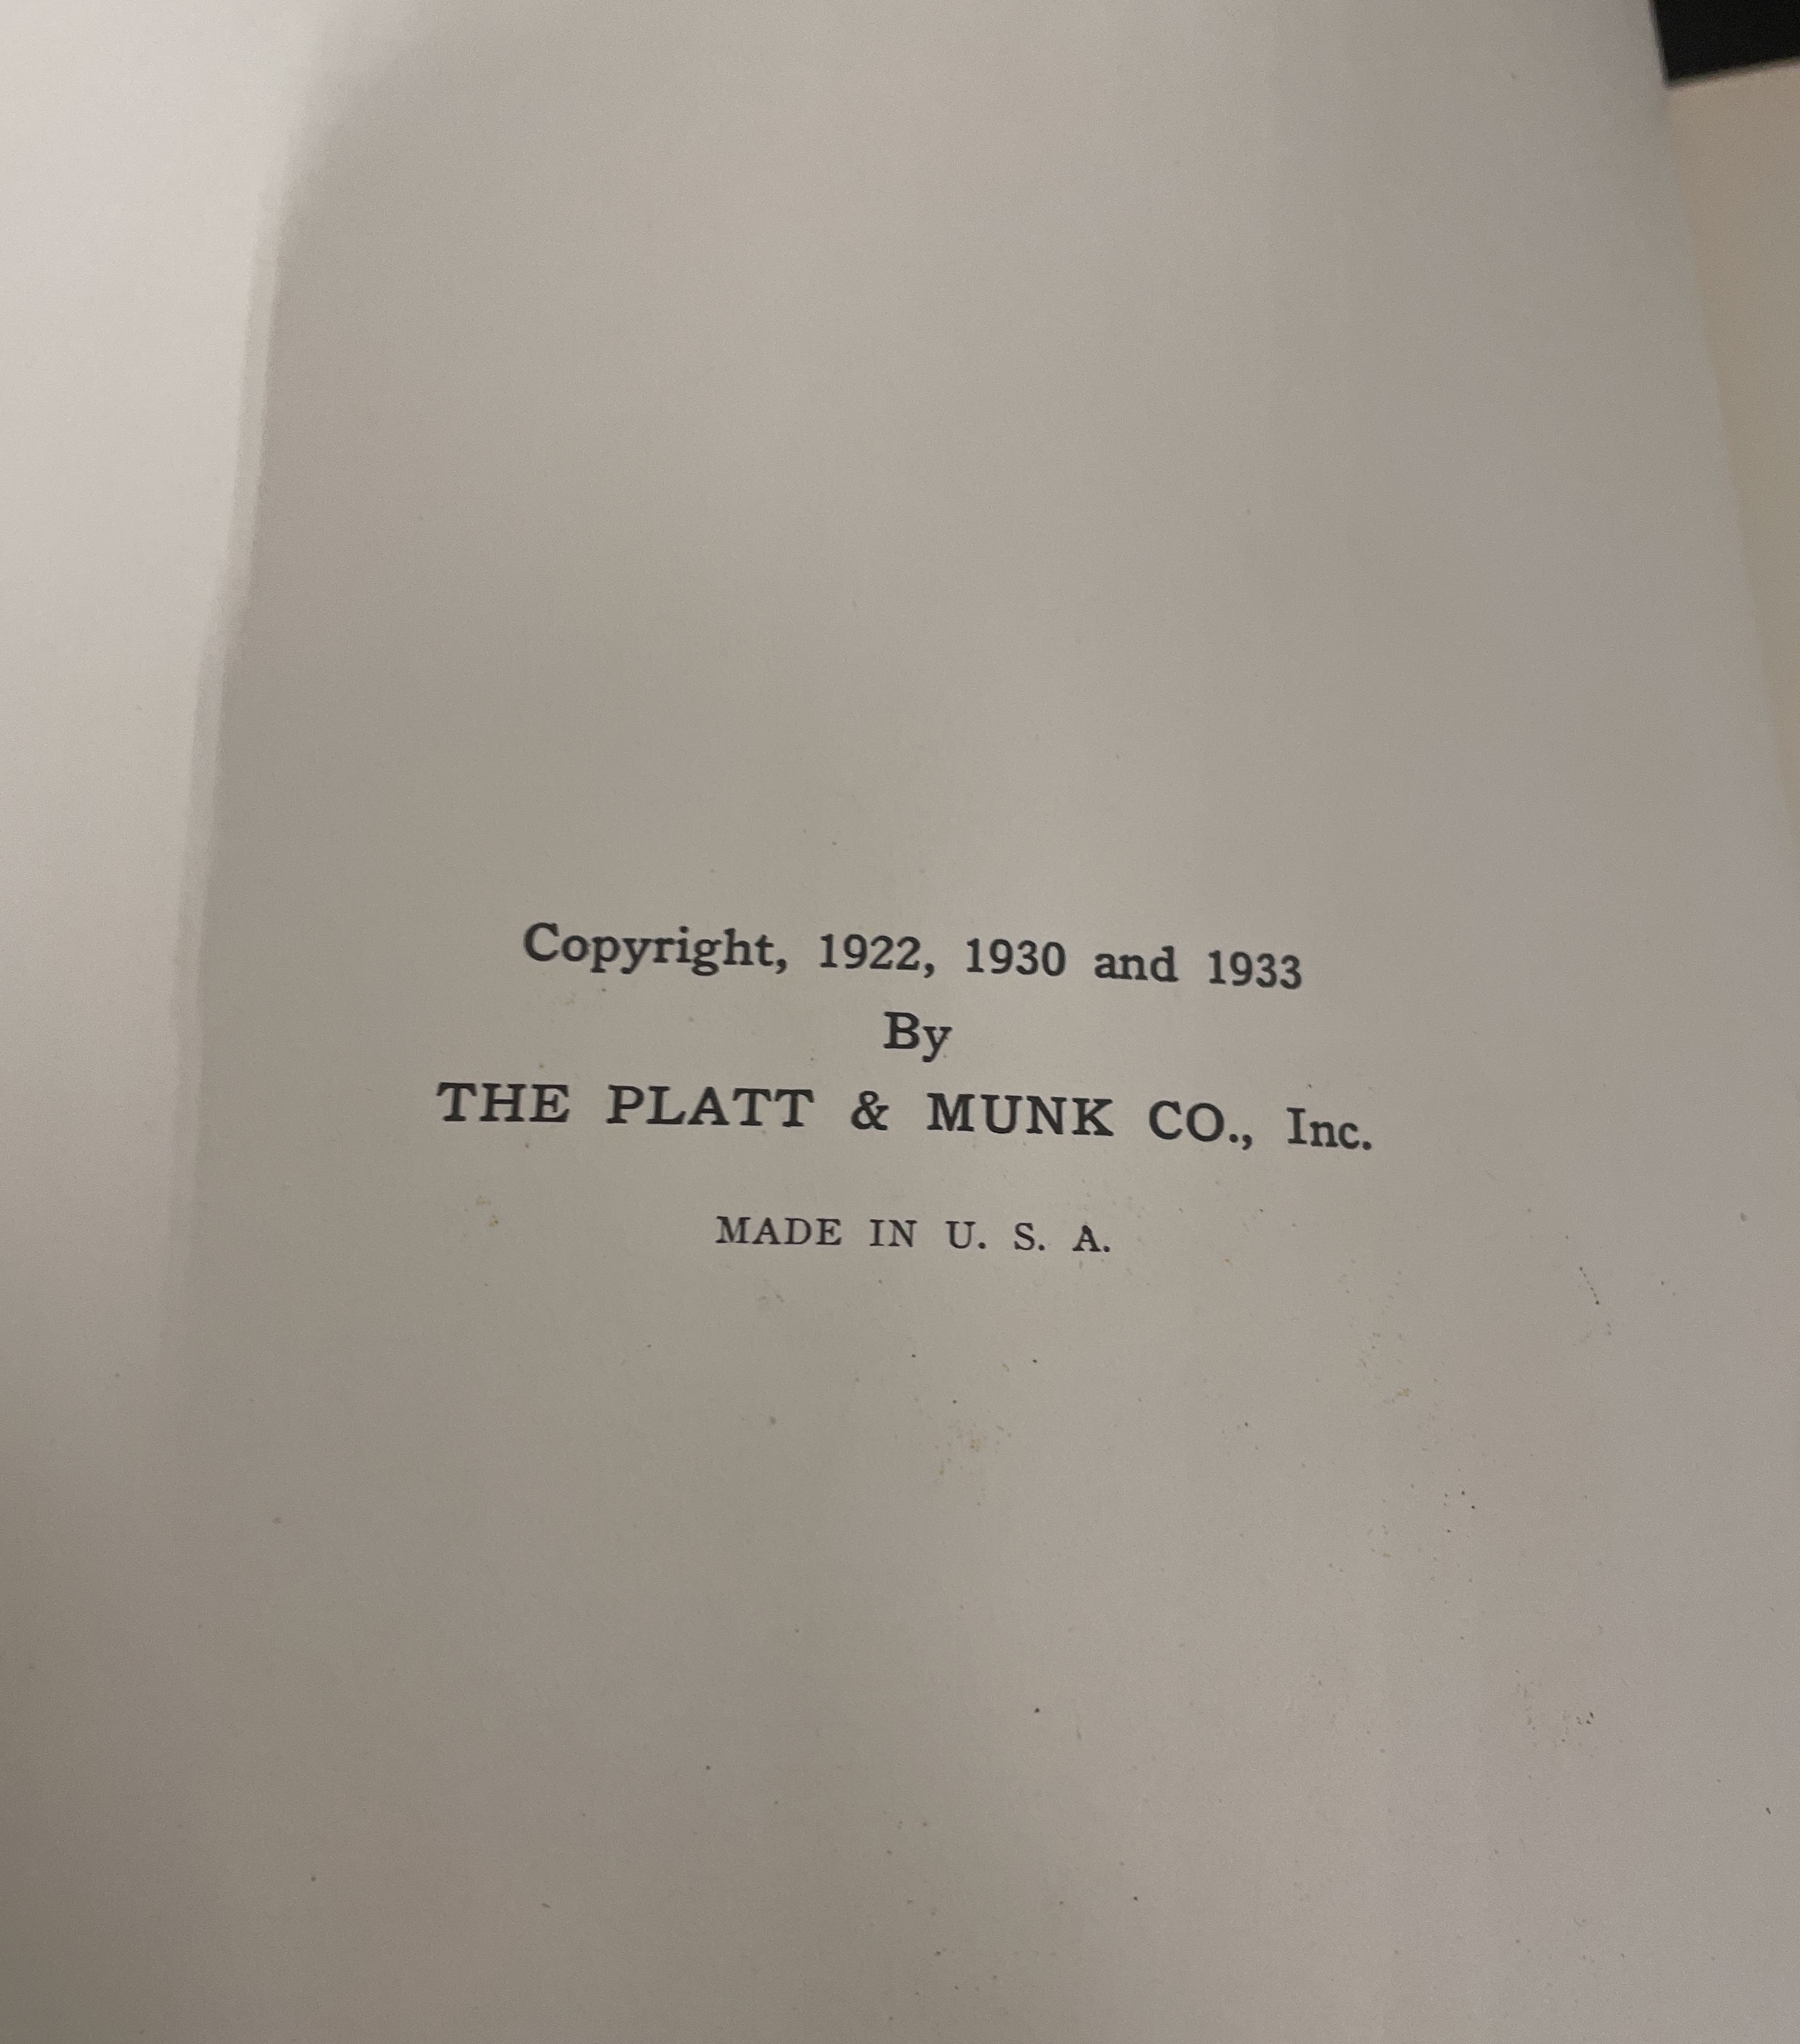 Copyright, 1922, 1930 and 1933
By
THE PLATT & MUNK CO., Inc.
MADE IN U. S. A.